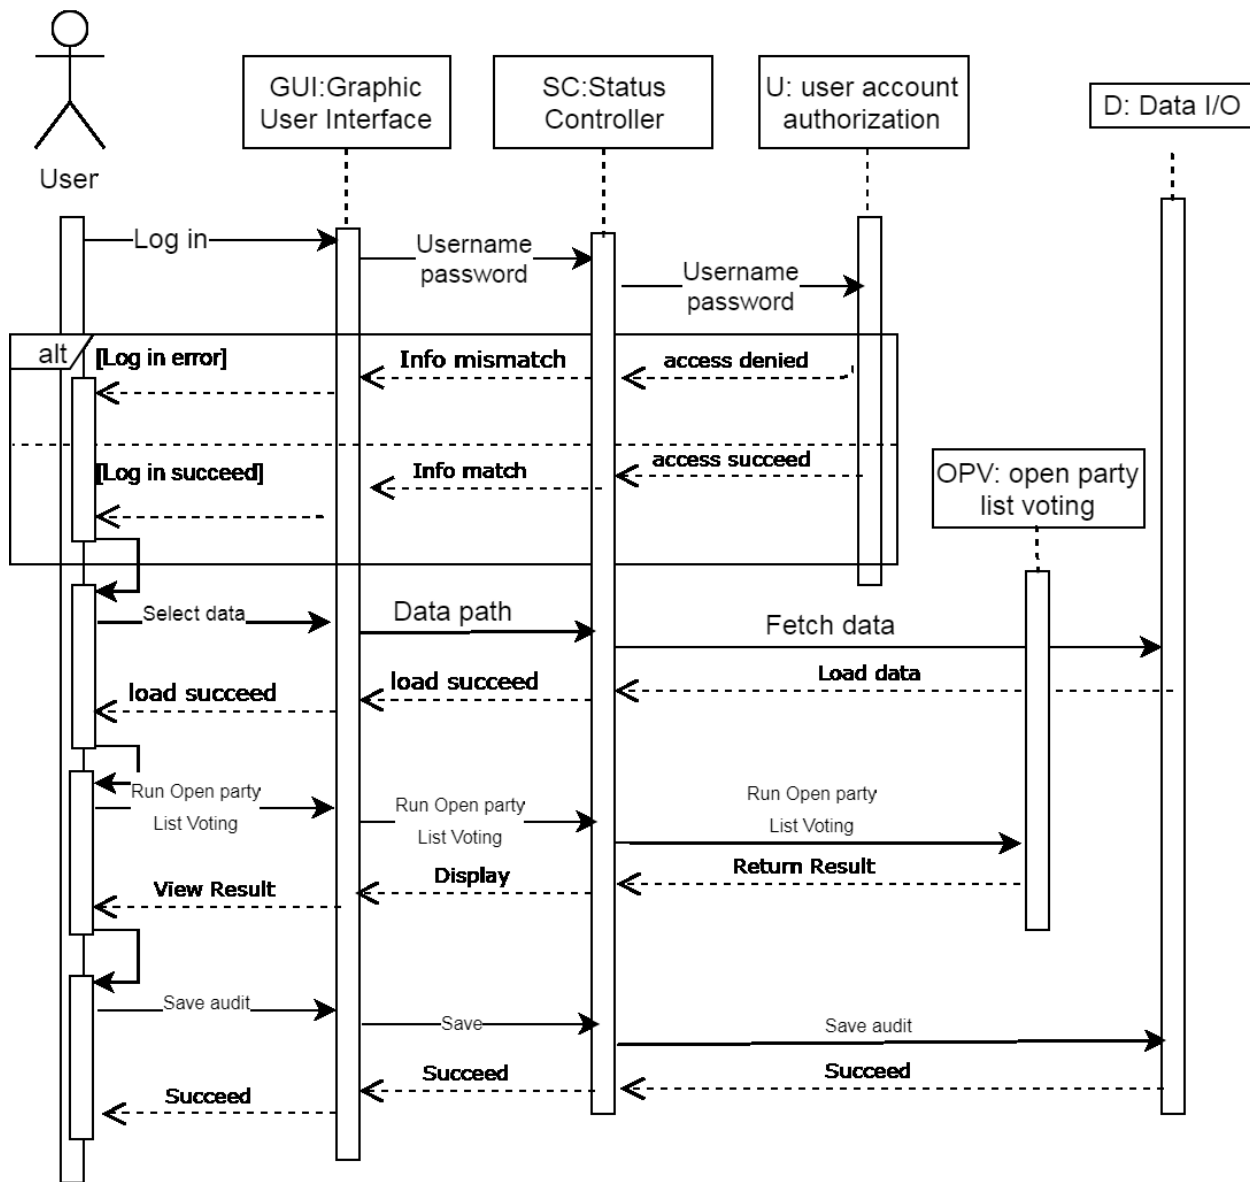 User
GUI:Graphic
User Interface
SC:Status
Controller
U: user account
authorization
D: Data I/O
Log in
Username
password
Username
password
alt
[Log in error]
Info mismatch
access denied
[Log in succeed]
Info match
access succeed
OPV: open party
list voting
Select data
Data path
Fetch data
load succeed
load succeed
Load data
Run Open party
List Voting
Run Open party
List Voting
Run Open party
List Voting
View Result
Display
Return Result
Save audit
Save
Save audit
Succeed
Succeed
Succeed